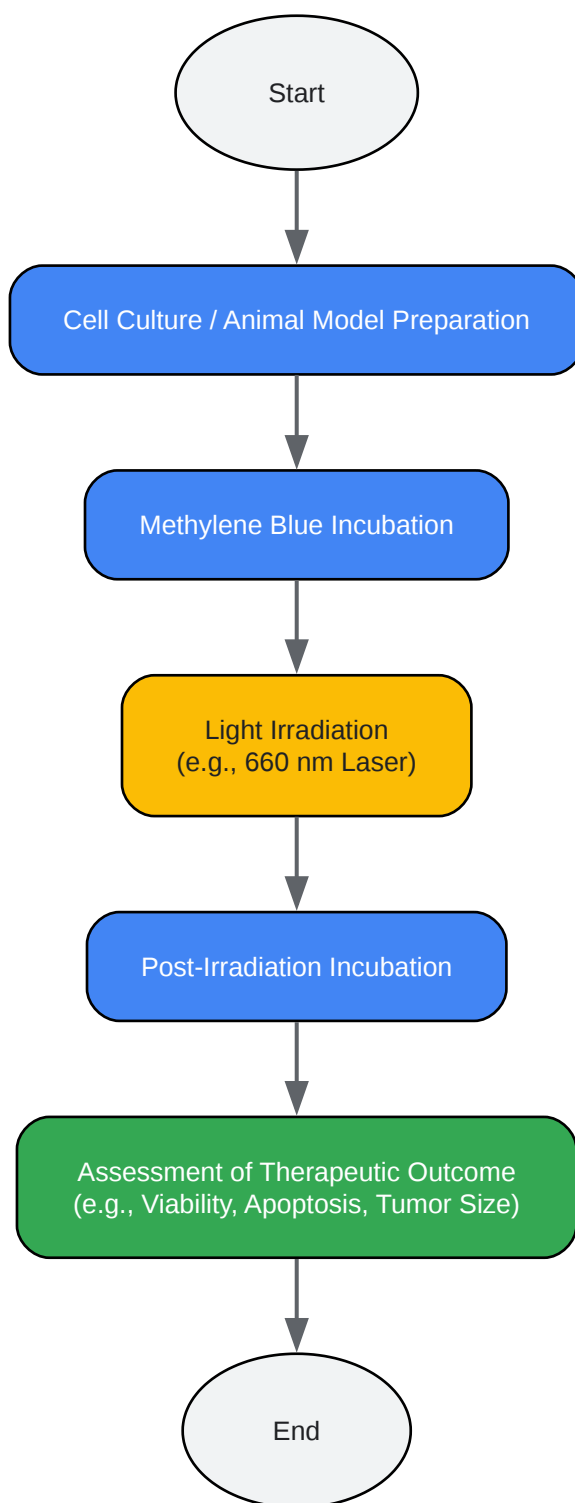 Start
Cell Culture / Animal Model Preparation
Methylene Blue Incubation
Light Irradiation
(e.g., 660 nm Laser)
Post-Irradiation Incubation
Assessment of Therapeutic Outcome
(e.g., Viability, Apoptosis, Tumor Size)
End